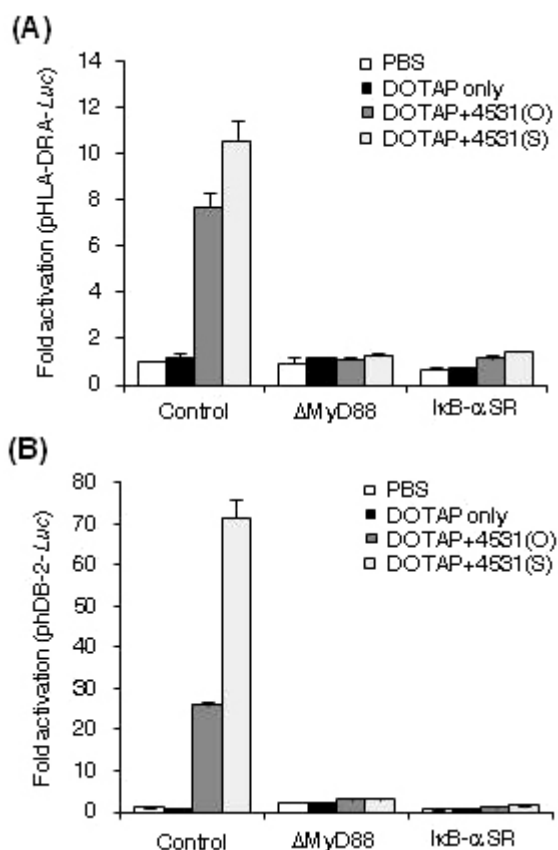 (A)
Fold activation (pHLA-DRA-Luc)
14
12
10
8
6
4
2
0
PBS
DOTAP only
DOTAP+4531(O)
DOTAP+4531(S)
Control
ΔMyD88
IκB-αSR
(B)
Fold activation (phDB-2-Luc)
80
70
60
50
40
30
20
10
0
PBS
DOTAP only
DOTAP+4531(O)
DOTAP+4531(S)
Control
ΔMyD88
IκB-αSR